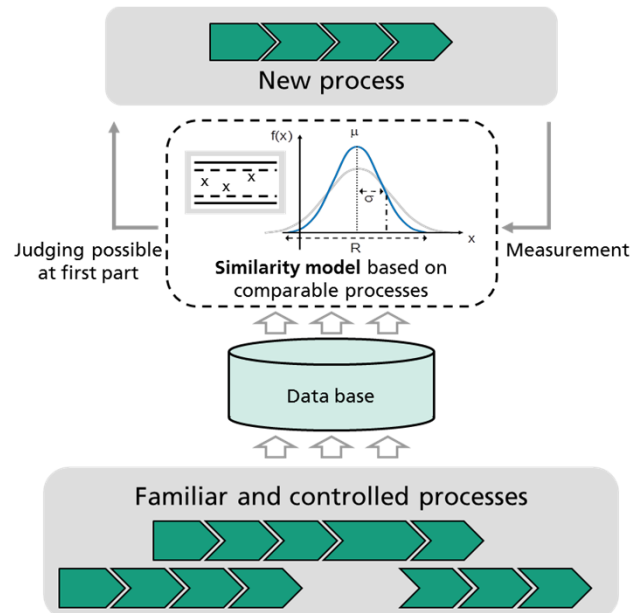 New process
f(x)
μ
x
x
x
σ
x
R
Judging possible
at first part
Measurement
Similarity model based on
comparable processes
Data base
Familiar and controlled processes